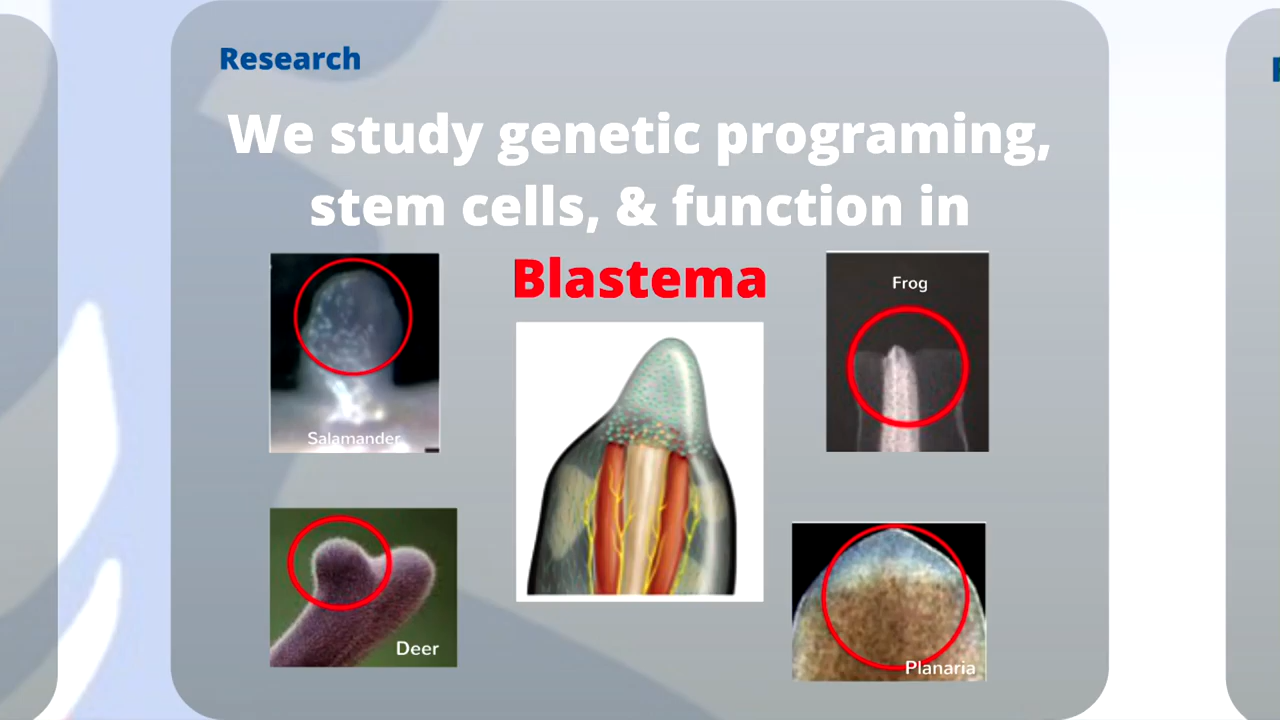 Research
We study genetic programing,
stem cells, & function in
Blastema
Salamander
Frog
Deer
Planaria